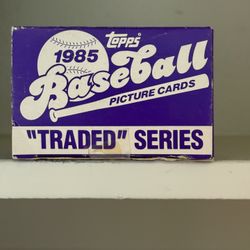 topps
1985
Baseball
PICTURE CARDS
"TRADED" SERIES